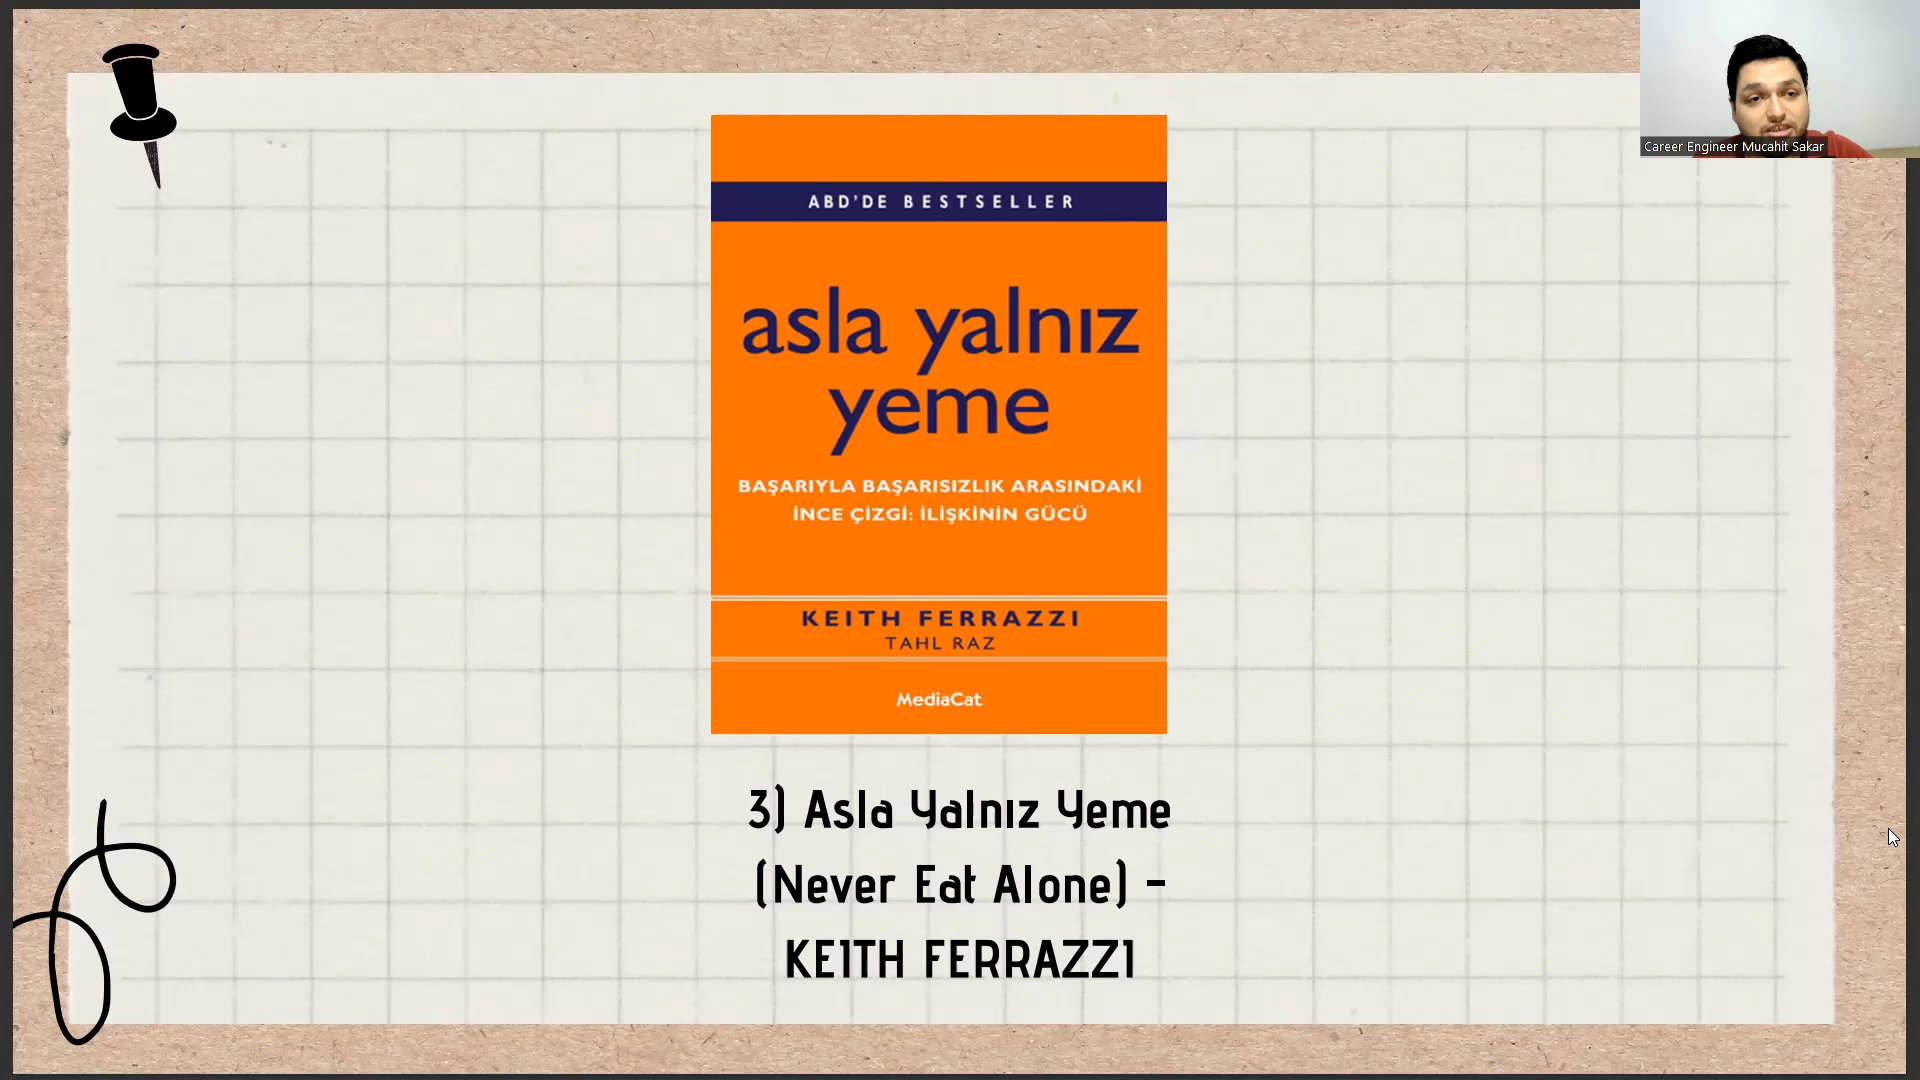 Career Engineer Mucahit Sakar
ABD'DE BESTSELLER
asla yalnız
yeme
BAŞARIYLA BAŞARISIZLIK ARASINDAKİ
İNCE ÇİZGİ: İLİŞKİNİN GÜCÜ
KEITH FERRAZZI
TAHL RAZ
MediaCat
3) Asla Yalnız Yeme
(Never Eat Alone) -
KEITH FERRAZZI